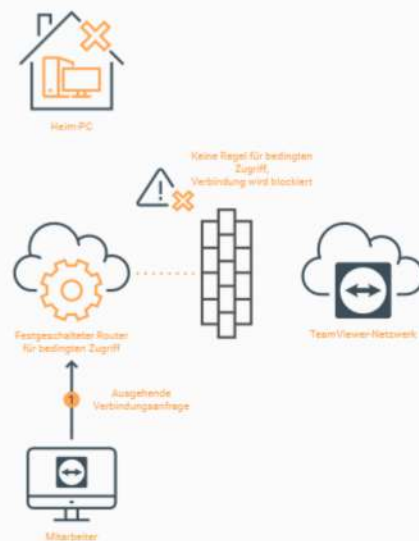 Heim-PC
Keine Regel für bedingten
Zugriff,
Verbindung wird blockiert
Festgeschalteter Router
für bedingten Zugriff
TeamViewer-Netzwerk
1
Ausgehende
Verbindungsanfrage
Mitarbeiter